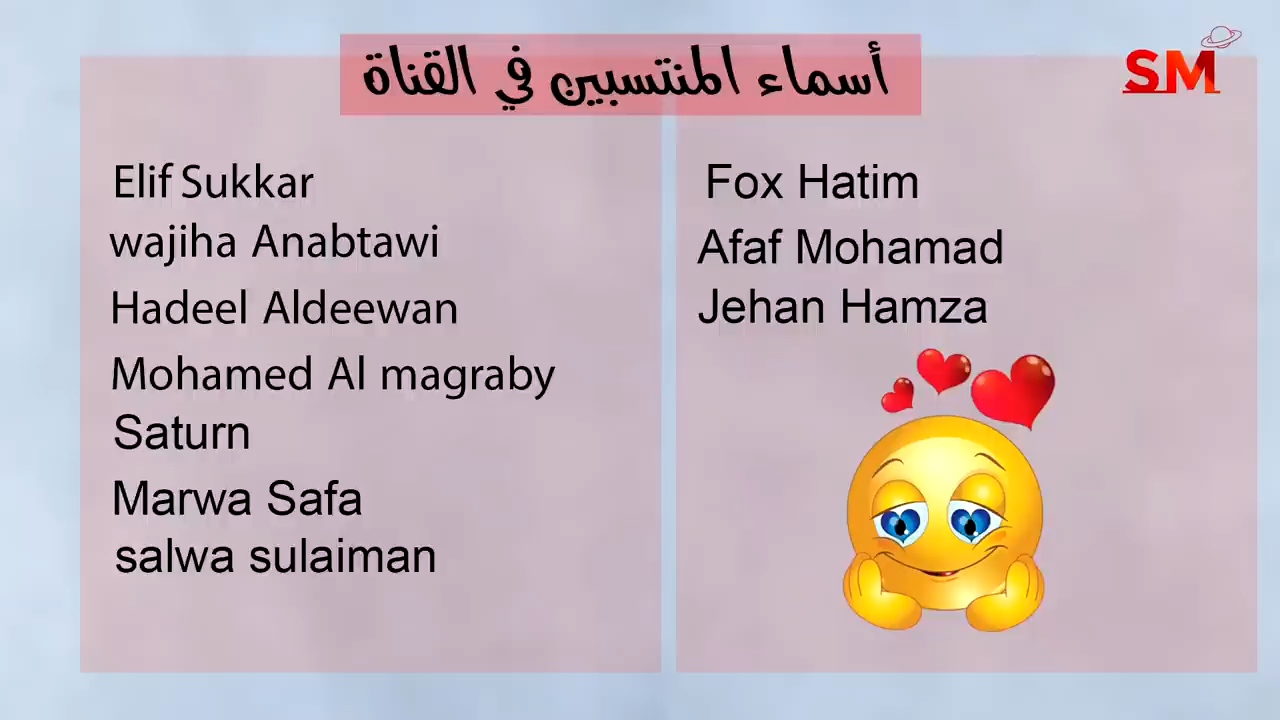 أسماء المنتسبين في القناة
SM
Elif Sukkar
wajiha Anabtawi
Hadeel Aldeewan
Mohamed Al magraby
Saturn
Marwa Safa
salwa sulaiman
Fox Hatim
Afaf Mohamad
Jehan Hamza